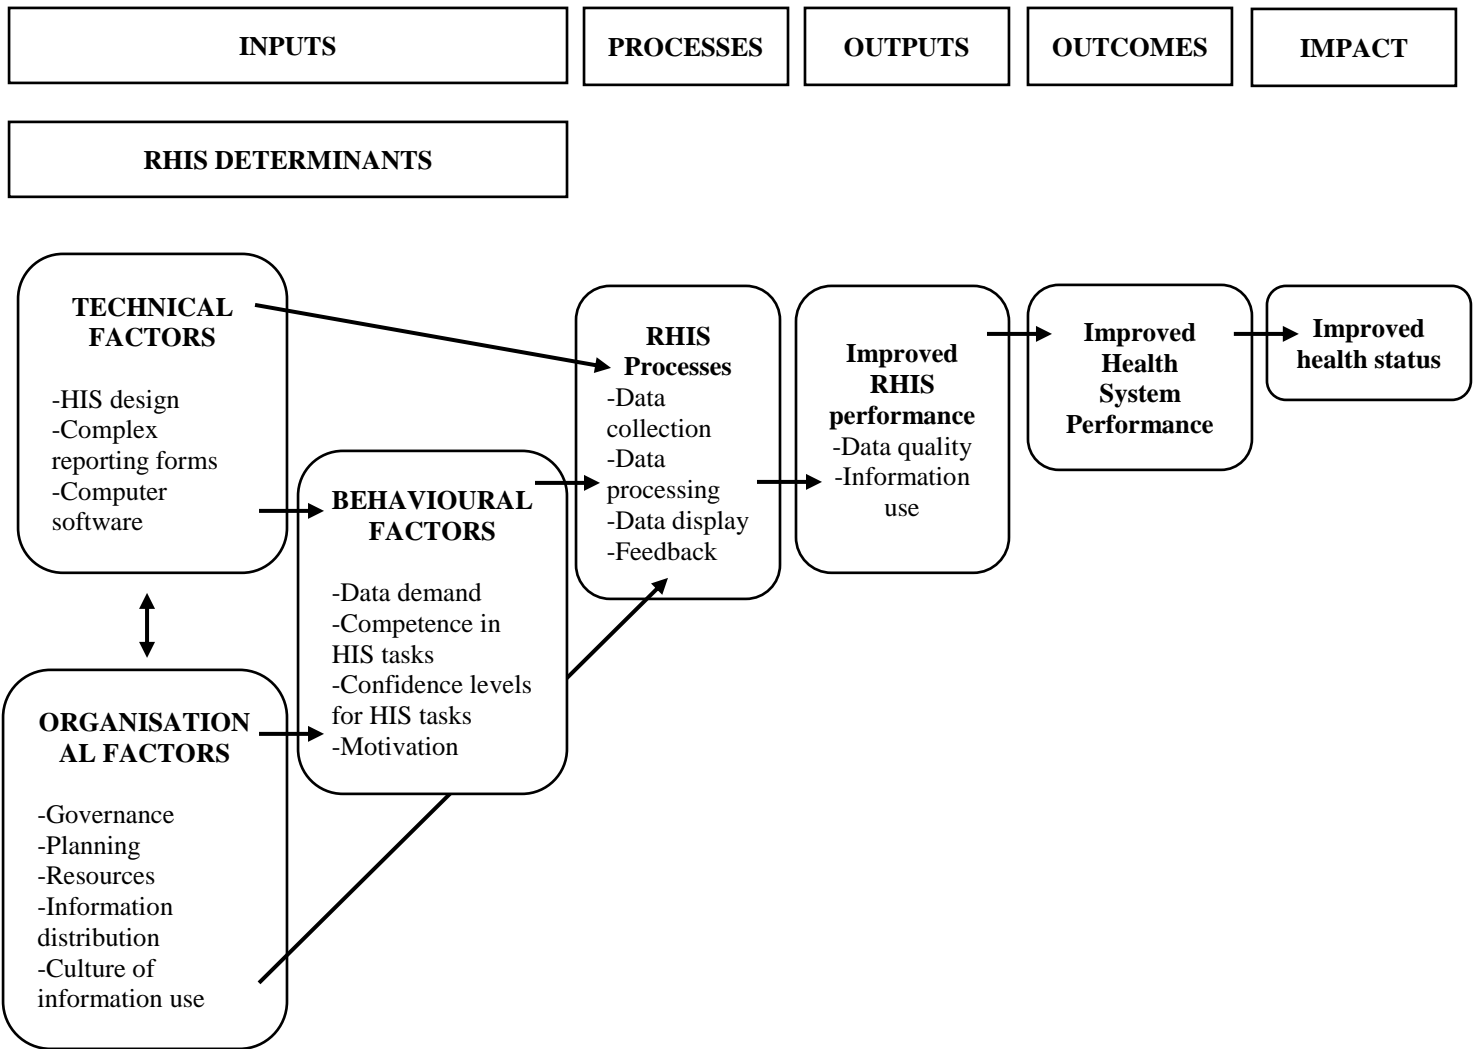 INPUTS
PROCESSES
OUTPUTS
OUTCOMES
IMPACT
RHIS DETERMINANTS
TECHNICAL
FACTORS
-HIS design
-Complex
reporting forms
-Computer
software
ORGANISATION
AL FACTORS
-Governance
-Planning
-Resources
-Information
distribution
-Culture of
information use
BEHAVIOURAL
FACTORS
-Data demand
-Competence in
HIS tasks
-Confidence levels
for HIS tasks
-Motivation
RHIS
Processes
-Data
collection
-Data
processing
-Data display
-Feedback
Improved
RHIS
performance
-Data quality
-Information
use
Improved
Health
System
Performance
Improved
health status